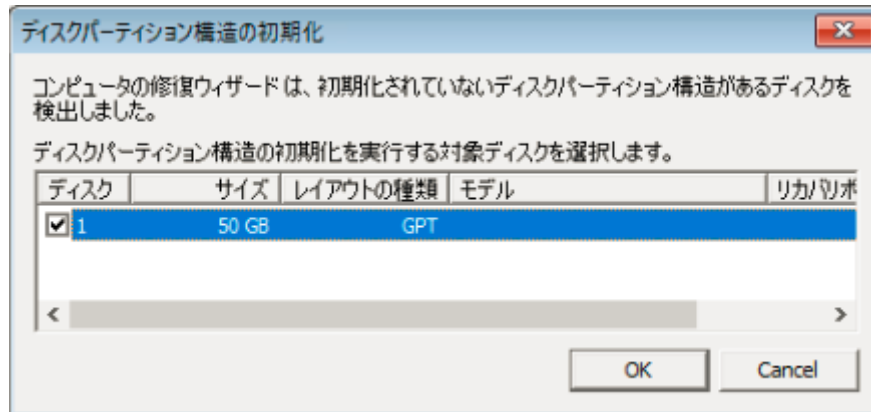 ディスクパーティション構造の初期化
コンピュータの修復ウィザードは、初期化されていないディスクパーティション構造があるディスクを
検出しました。
ディスクパーティション構造の初期化を実行する対象ディスクを選択します。
ディスク サイズ レイアウトの種類 モデル リカバリポ
1 50 GB GPT
OK Cancel